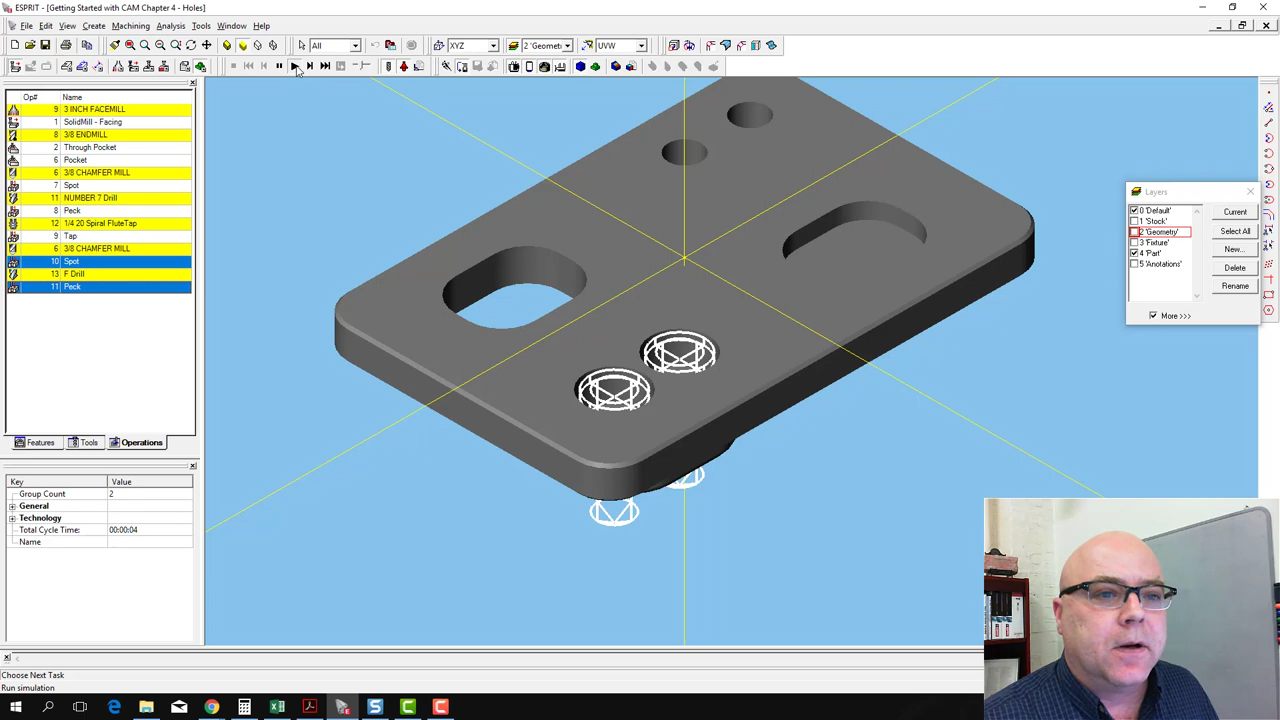 ESPRIT - [Getting Started with CAM Chapter 4 - Holes]
File Edit View Create Machining Analysis Tools Window Help
All XYZ 2 'Geometr UVW
Op# Name
9 3 INCH FACEMILL
1 SolidMill - Facing
8 3/8 ENDMILL
2 Through Pocket
6 Pocket
6 3/8 CHAMFER MILL
7 Spot
11 NUMBER 7 Drill
8 Peck
12 1/4 20 Spiral FluteTap
9 Tap
6 3/8 CHAMFER MILL
10 Spot
13 F Drill
11 Peck
Features Tools Operations
Key Value
Group Count 2
General
Technology
Total Cycle Time: 00:00:04
Name
Layers
0 'Default'
1 'Stock'
2 'Geometry'
3 'Fixture'
4 'Part'
5 'Anotations'
Current
Select All
New...
Delete
Rename
More >>>
Choose Next Task
Run simulation